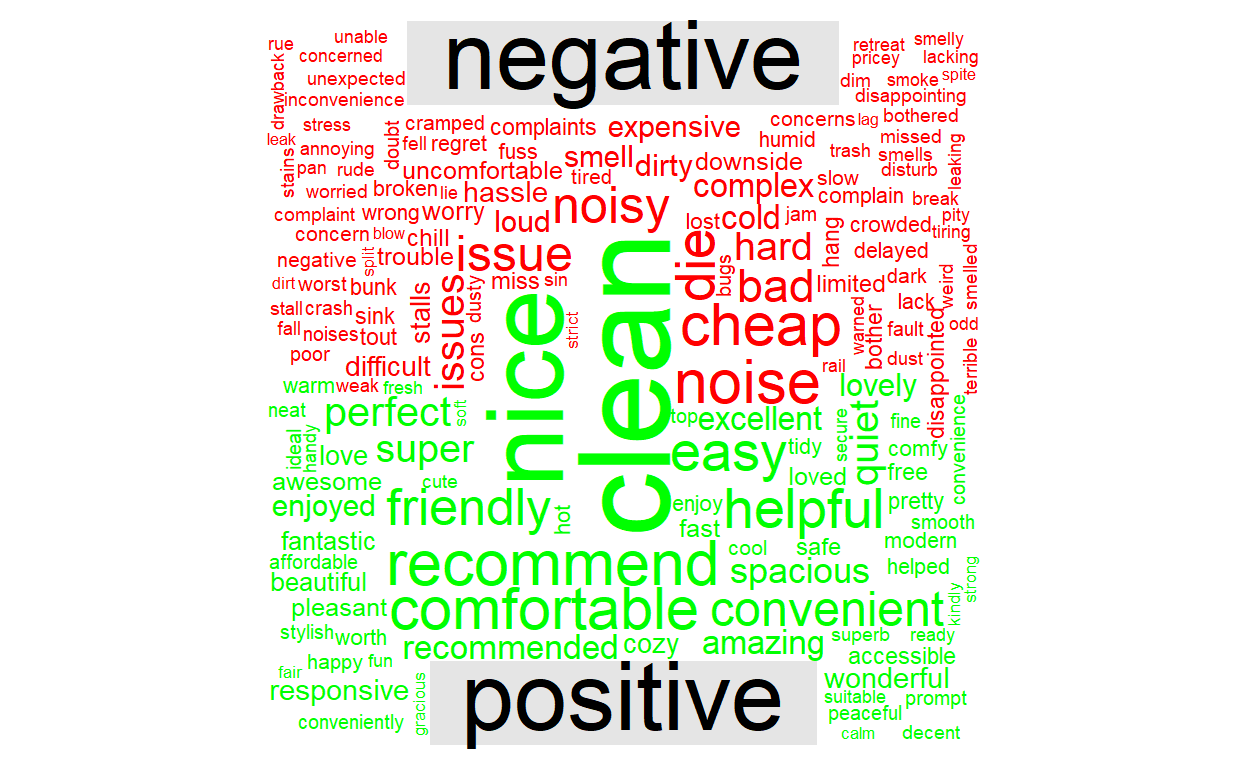 negative
rue
unable
concerned
drawback
unexpected
inconvenience
retreat
smelly
pricey
lacking
dim
smoke
spite
disappointing
leak
stress
annoying
doubt
cramped
complaints
expensive
concerns
lag
bothered
fell
regret
fuss
smell
dirty
downside
humid
missed
trash
smells
leaking
stains
pan
rude
uncomfortable
tired
disturb
worried
broken
lie
hassle
complex
slow
complain
break
complaint
wrong
worry
loud
noisy
lost
cold
jam
crowded
pity
tiring
concern
blow
chill
issue
die
hard
hang
delayed
negative
split
trouble
bugs
dirt
worst
bunk
miss
sin
bad
limited
dark
weird
smelled
stall
crash
sink
stalls
issues
dusty
cheap
lack
warned
bother
fall
noises
tout
strict
fault
odd
poor
difficult
cons
noise
rail
dust
disappointed
terrible
nice
clean
warm
weak
fresh
lovely
neat
perfect
soft
top
excellent
secure
quiet
fine
convenience
ideal
handy
love
super
easy
tidy
comfy
awesome
cute
loved
free
enjoyed
friendly
hot
enjoy
helpful
pretty
fast
smooth
fantastic
cool
safe
modern
affordable
recommend
spacious
helped
strong
beautiful
pleasant
comfortable
convenient
kindly
stylish
worth
recommended
cozy
amazing
superb
ready
fair
happy
fun
accessible
responsive
gracious
wonderful
suitable
prompt
conveniently
peaceful
calm
decent
positive